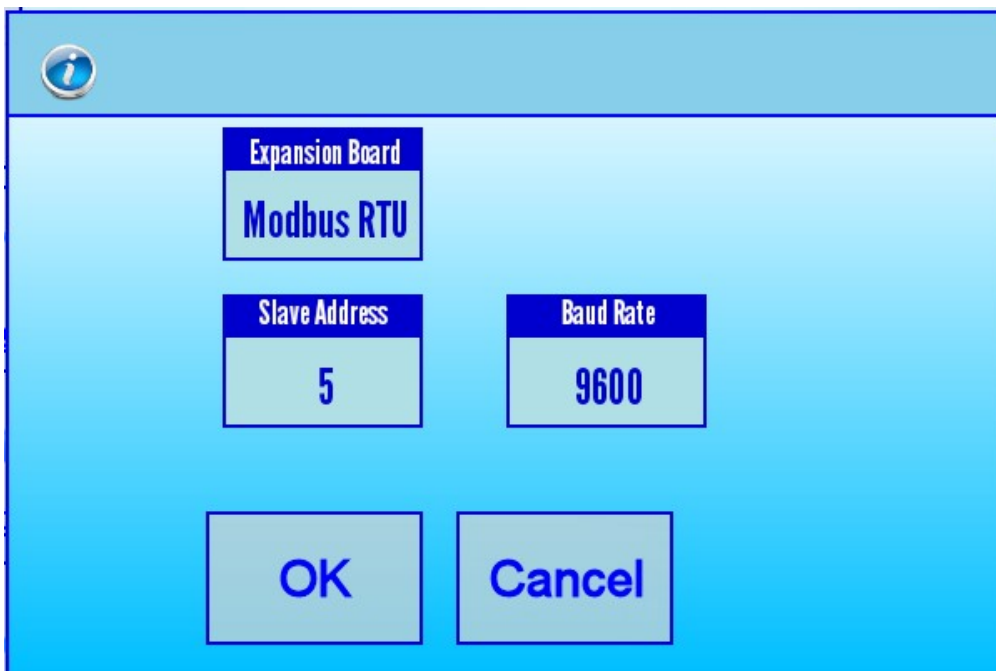 Expansion Board
Modbus RTU
Slave Address
5
Baud Rate
9600
OK
Cancel